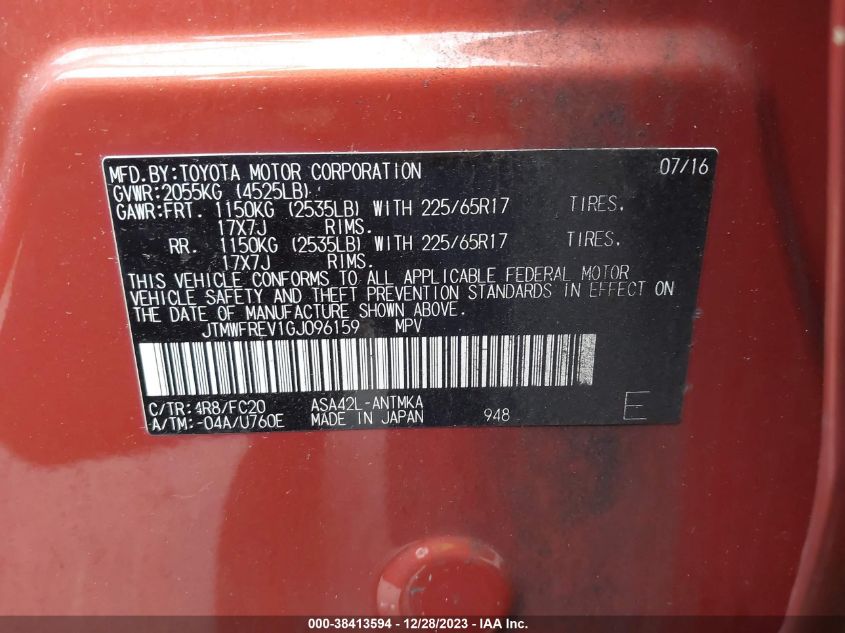 MFD.BY:TOYOTA MOTOR CORPORATION 07/16
GVWR:2055KG (4525LB)
GAWR:FRT. 1150KG (2535LB) WITH 225/65R17 TIRES,
17X7J RIMS.
RR. 1150KG (2535LB) WITH 225/65R17 TIRES,
17X7J RIMS.
THIS VEHICLE CONFORMS TO ALL APPLICABLE FEDERAL MOTOR
VEHICLE SAFETY AND THEFT PREVENTION STANDARDS IN EFFECT ON
THE DATE OF MANUFACTURE SHOWN ABOVE.
JTMWFREV1GJ096159 MPV
C/TR:4R8/FC20 ASA42L-ANTMKA
A/TM:-04A/U760E MADE IN JAPAN 948 E
000-38413594 - 12/28/2023 - IAA Inc.